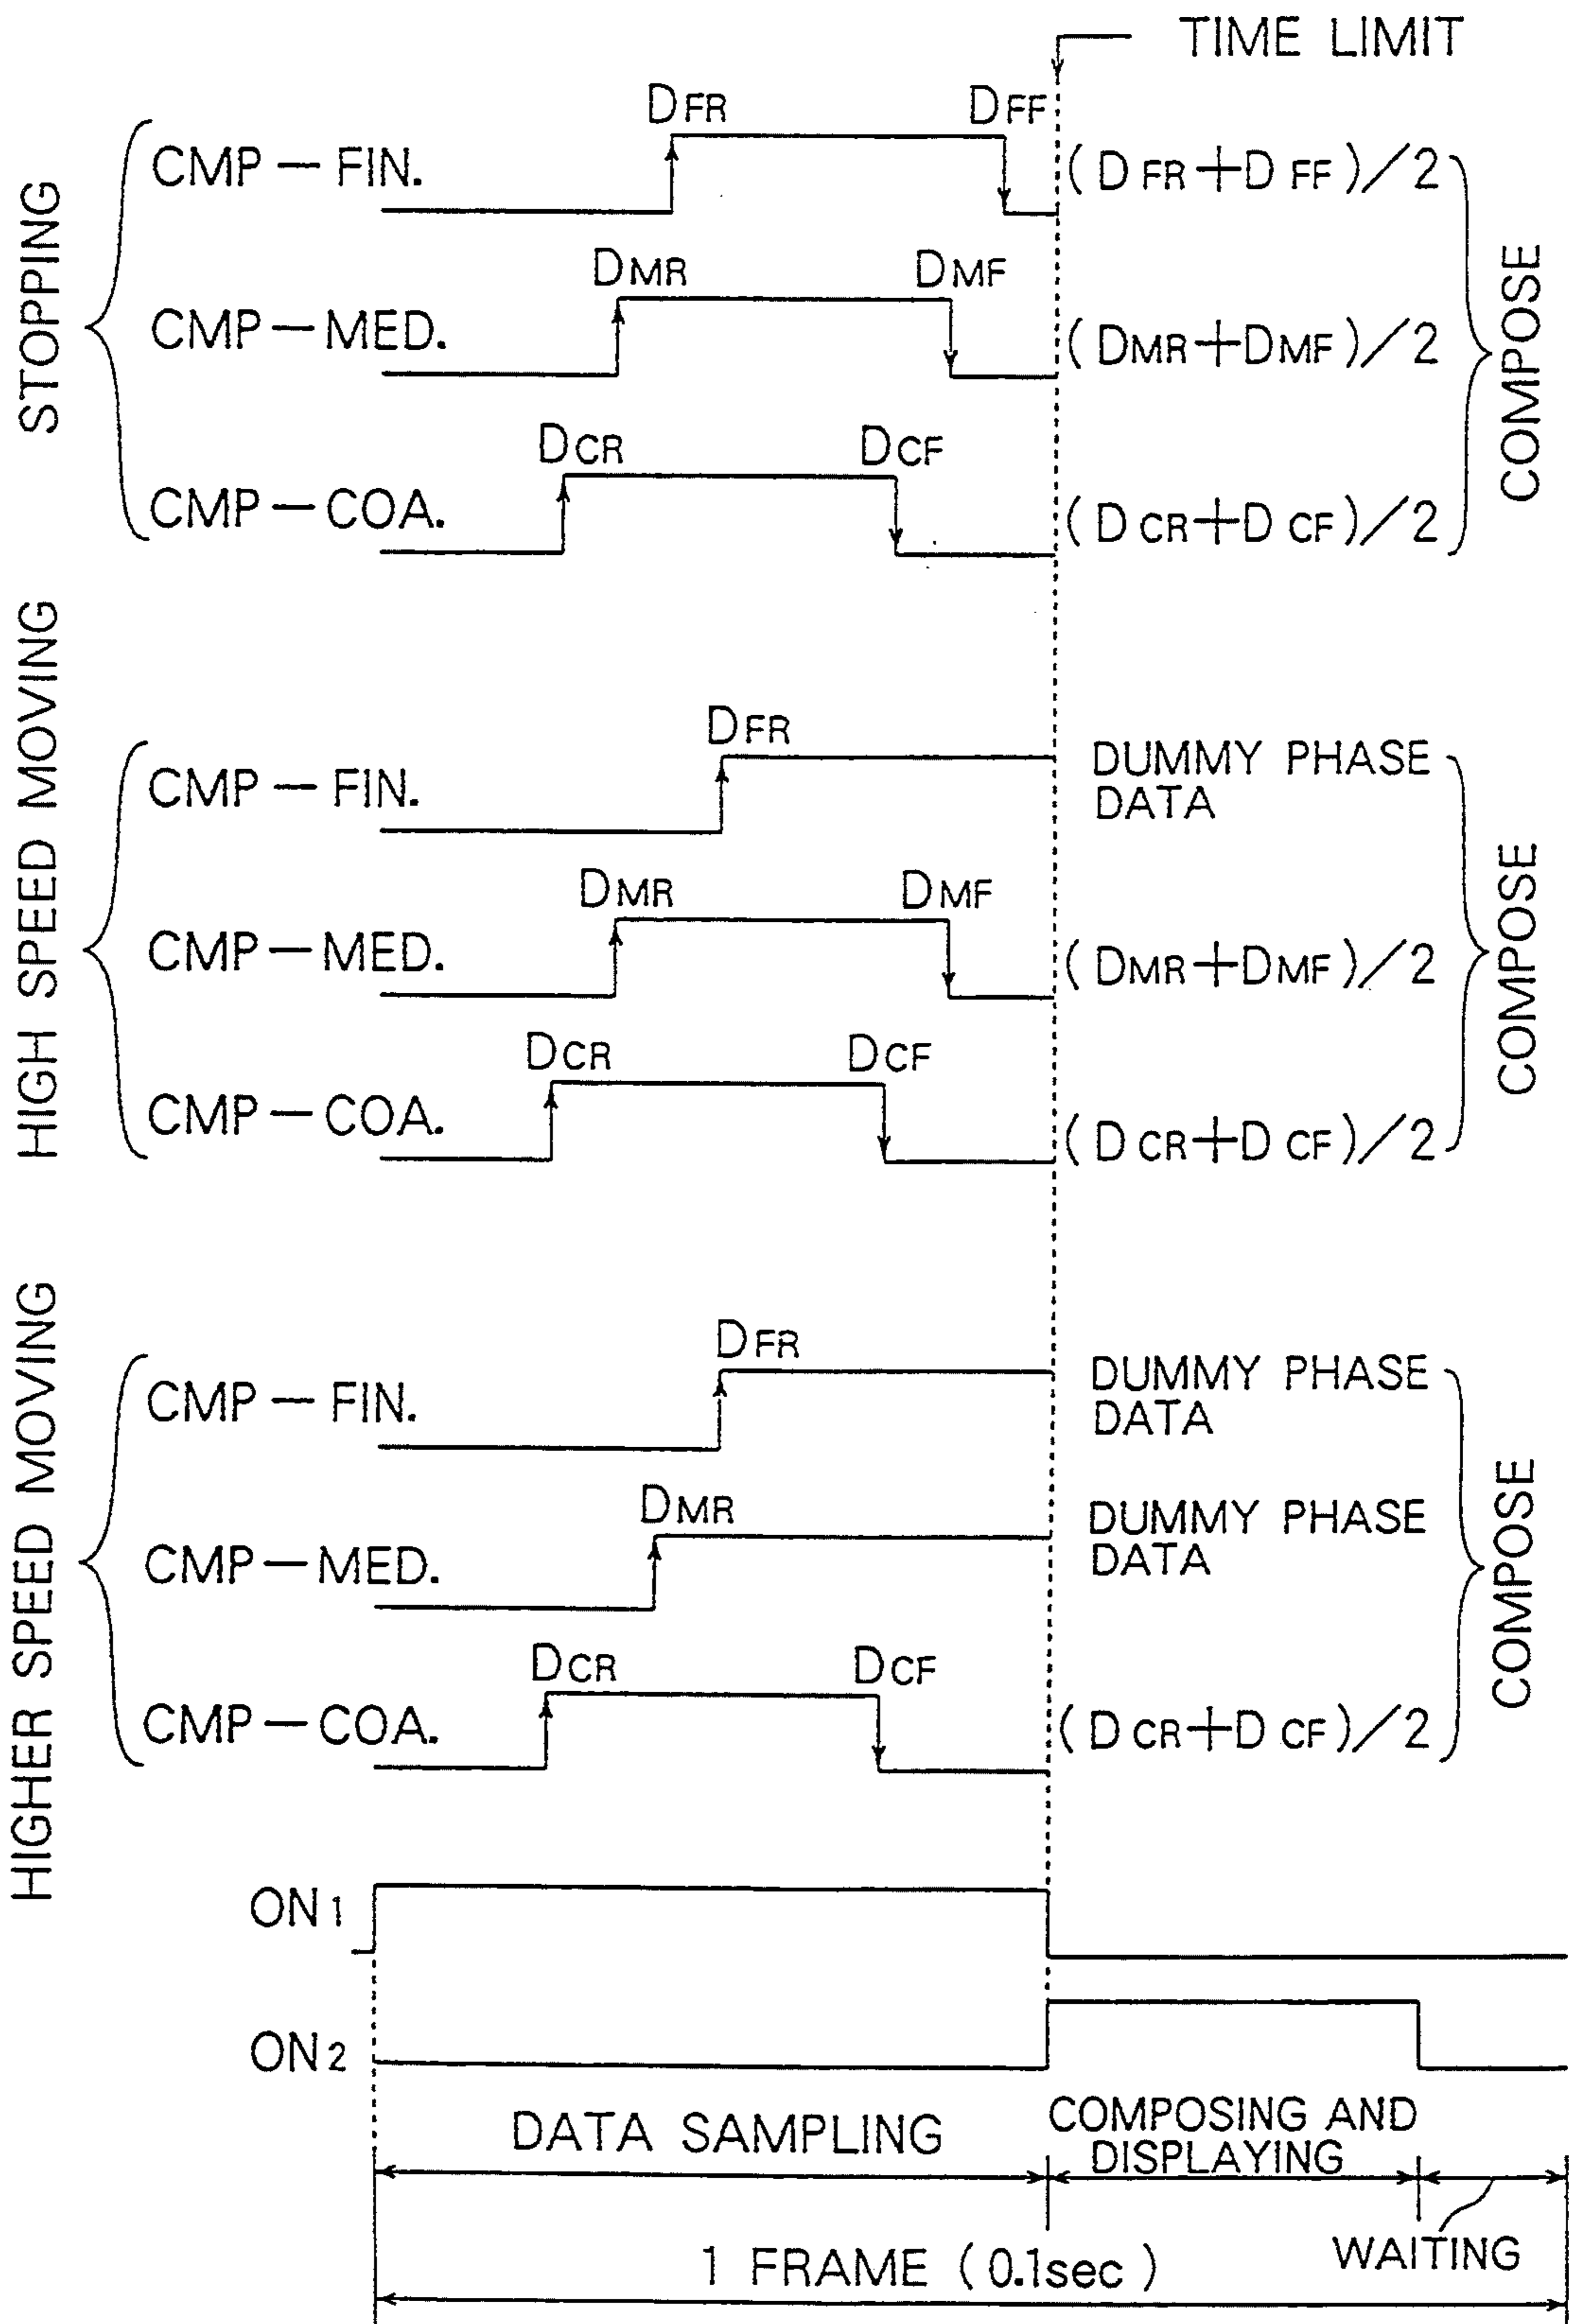 TIME LIMIT
STOPPING
DFR
DFF
CMP-FIN.
(DFR+DFF)/2
DMR
DMF
CMP-MED.
(DMR+DMF)/2
DCR
DCF
CMP-COA.
(DCR+DCF)/2
COMPOSE
HIGH SPEED MOVING
DFR
CMP-FIN.
DUMMY PHASE
DATA
DMR
DMF
CMP-MED.
(DMR+DMF)/2
DCR
DCF
CMP-COA.
(DCR+DCF)/2
COMPOSE
HIGHER SPEED MOVING
DFR
CMP-FIN.
DUMMY PHASE
DATA
DMR
CMP-MED.
DUMMY PHASE
DATA
DCR
DCF
CMP-COA.
(DCR+DCF)/2
COMPOSE
ON1
ON2
DATA SAMPLING
COMPOSING AND
DISPLAYING
WAITING
1 FRAME (0.1sec)